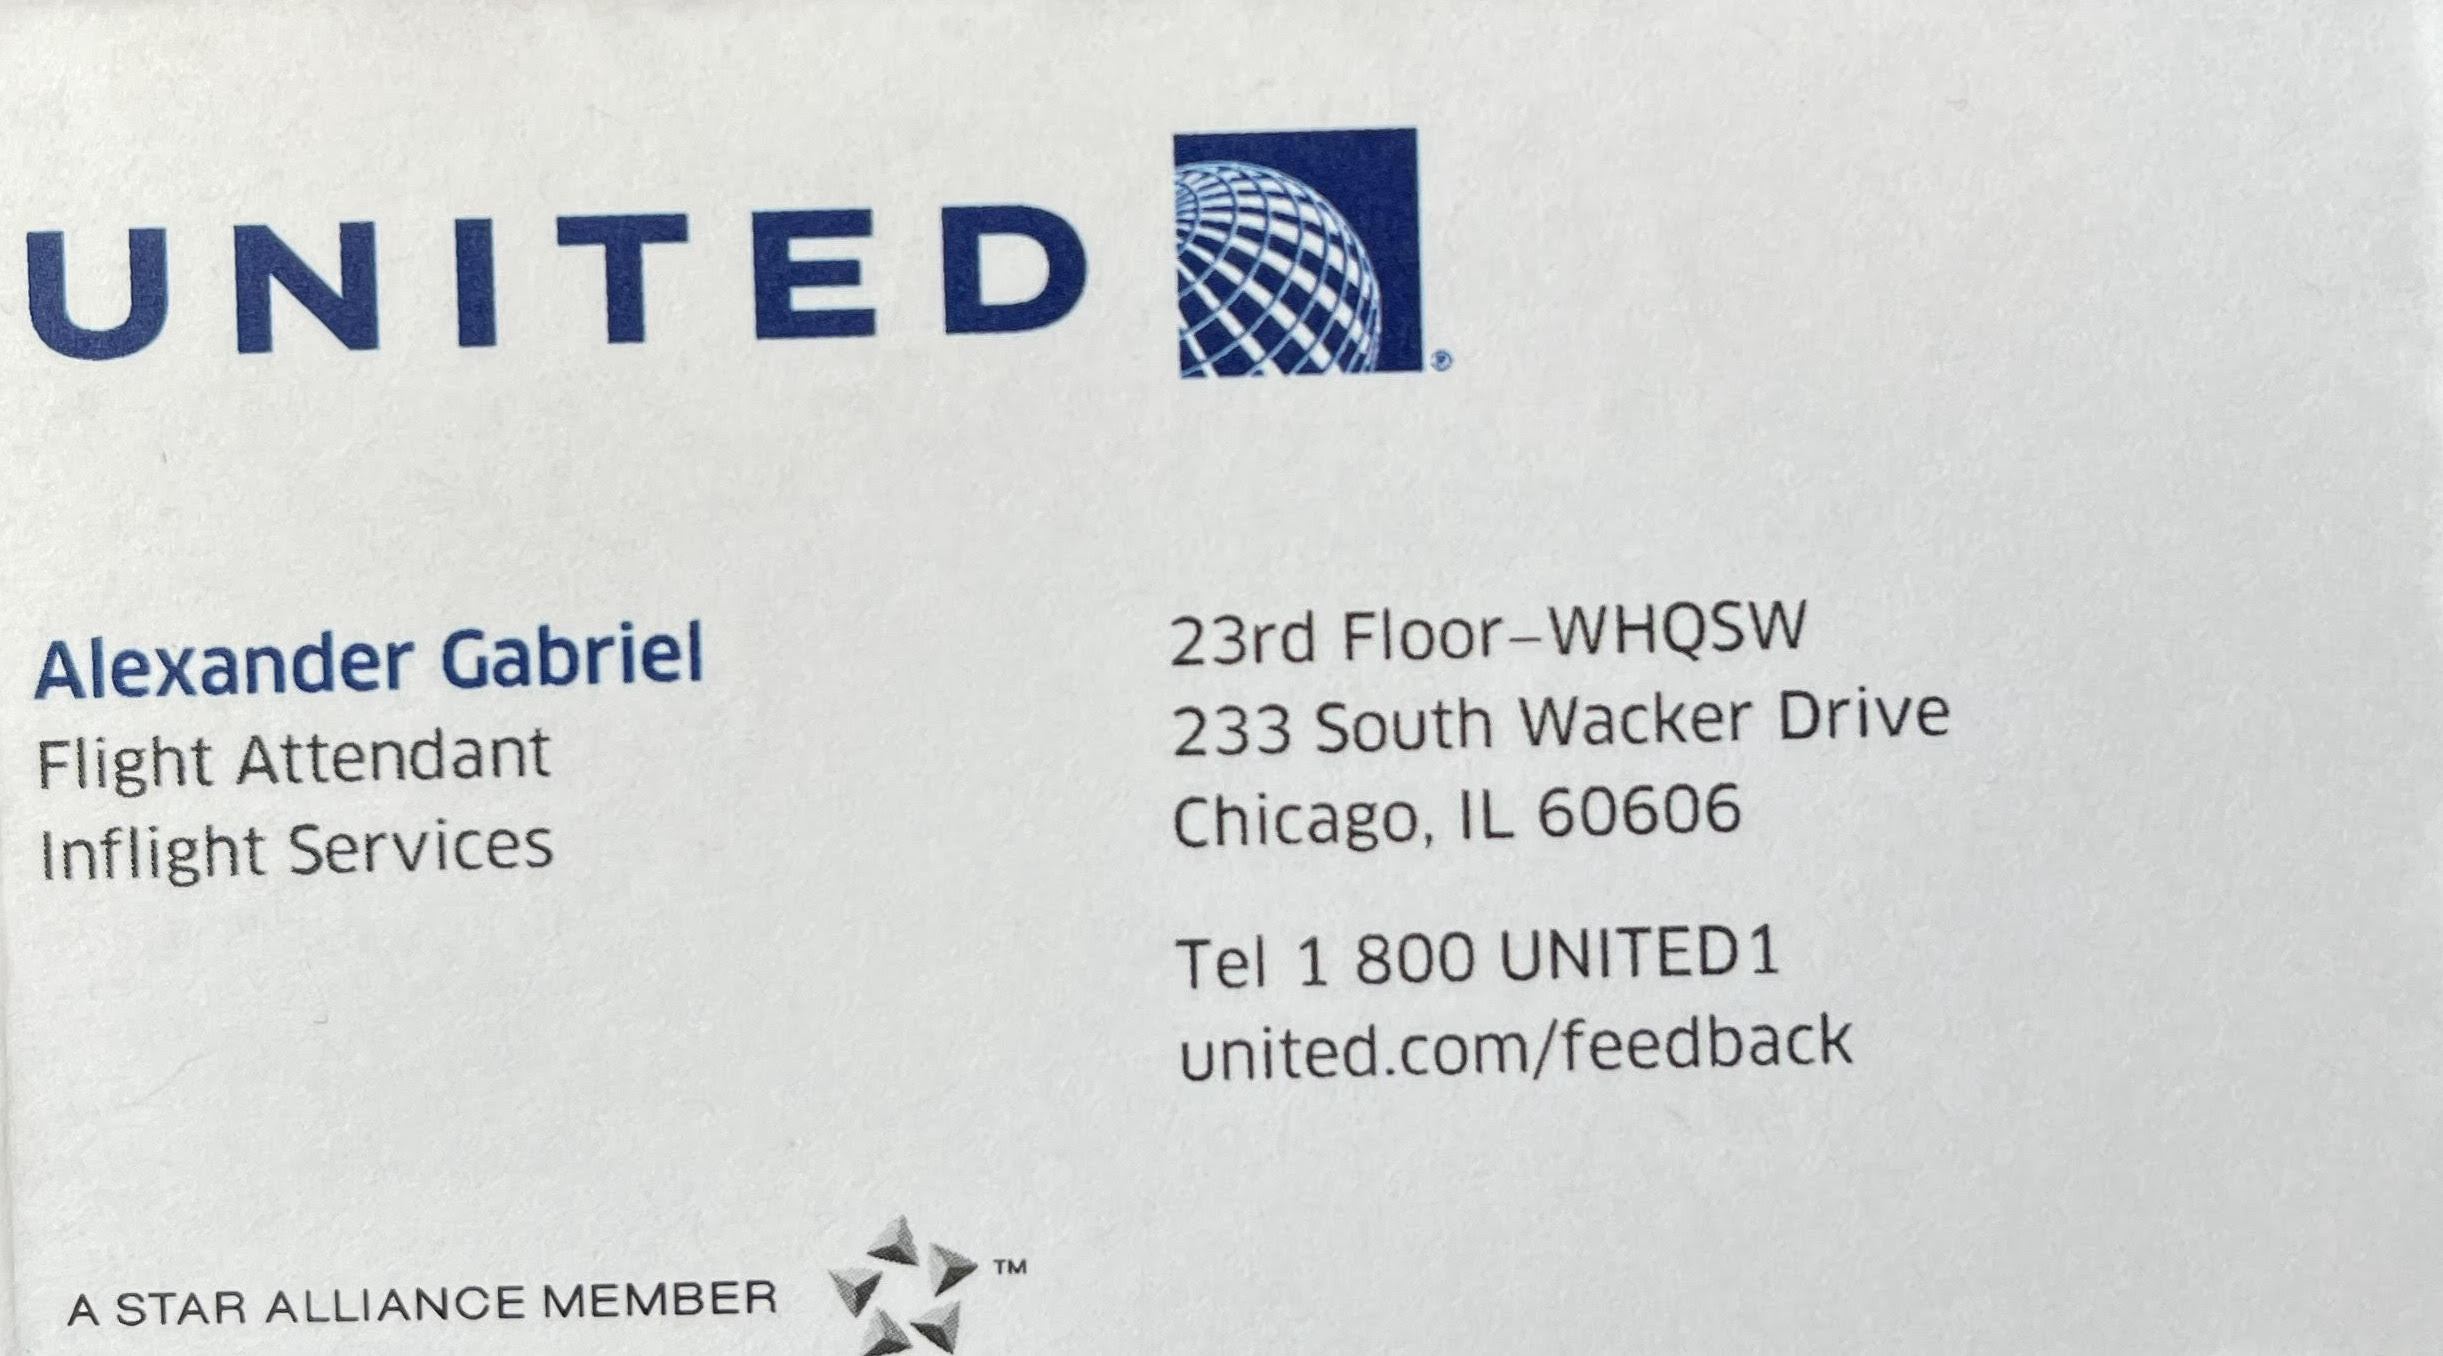 UNITED
Alexander Gabriel
Flight Attendant
Inflight Services
23rd Floor–WHQSW
233 South Wacker Drive
Chicago, IL 60606
Tel 1 800 UNITED1
united.com/feedback
A STAR ALLIANCE MEMBER ™